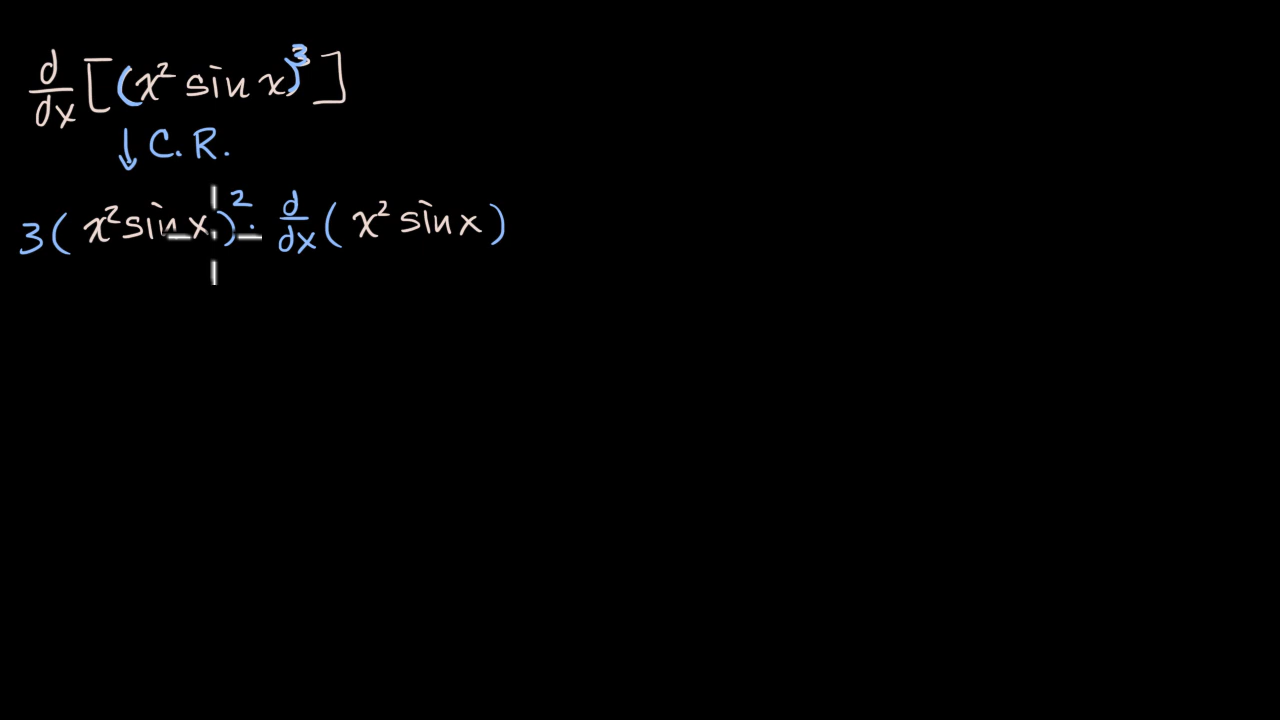 d/dx [(x² sin x)³]
↓ C.R.
3(x² sin x)² · d/dx (x² sin x)